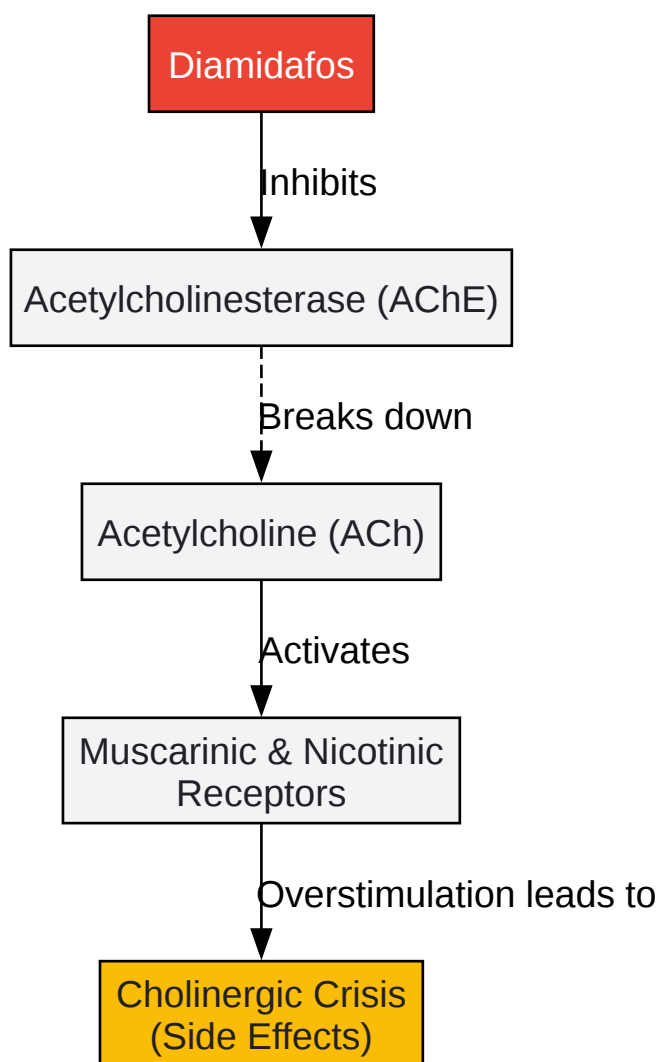 Diamidafos
Inhibits
Acetylcholinesterase (AChE)
Breaks down
Acetylcholine (ACh)
Activates
Muscarinic & Nicotinic
Receptors
Overstimulation leads to
Cholinergic Crisis
(Side Effects)